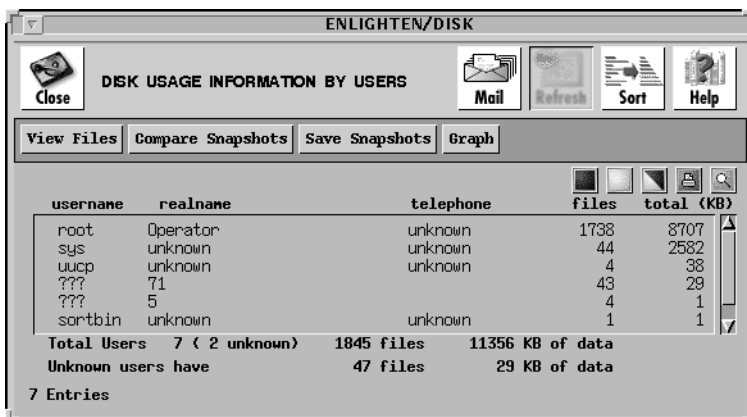 ENLIGHTEN/DISK
Close
DISK USAGE INFORMATION BY USERS
Mail
Refresh
Sort
Help
View Files Compare Snapshots Save Snapshots Graph
username realname telephone files total (KB)
root Operator unknown 1738 8707
sys unknown unknown 44 2582
uucp unknown unknown 4 38
??? 71 43 29
??? 5 4 1
sortbin unknown unknown 1 1
Total Users 7 ( 2 unknown) 1845 files 11356 KB of data
Unknown users have 47 files 29 KB of data
7 Entries